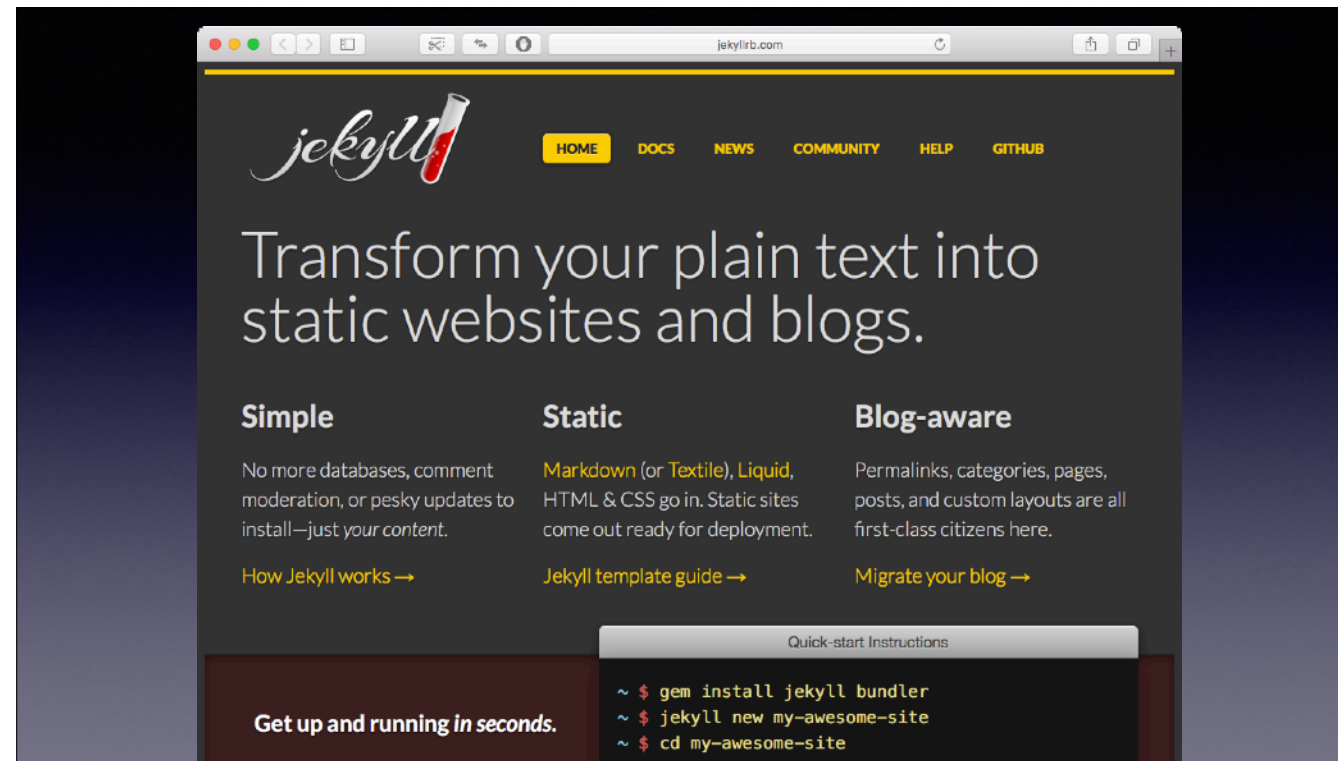 jekyllrb.com
jekyll
HOME DOCS NEWS COMMUNITY HELP GITHUB
Transform your plain text into
static websites and blogs.
Simple
No more databases, comment
moderation, or pesky updates to
install—just your content.
How Jekyll works →
Static
Markdown (or Textile), Liquid,
HTML & CSS go in. Static sites
come out ready for deployment.
Jekyll template guide →
Blog-aware
Permalinks, categories, pages,
posts, and custom layouts are all
first-class citizens here.
Migrate your blog →
Get up and running in seconds.
Quick-start Instructions
~ $ gem install jekyll bundler
~ $ jekyll new my-awesome-site
~ $ cd my-awesome-site